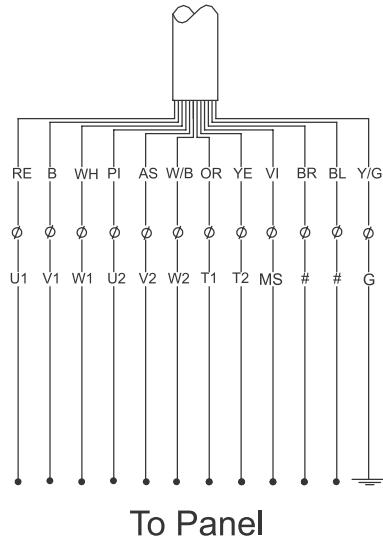 RE B WH PI AS W/B OR YE VI BR BL Y/G
U1 V1 W1 U2 V2 W2 T1 T2 MS # # G
To Panel